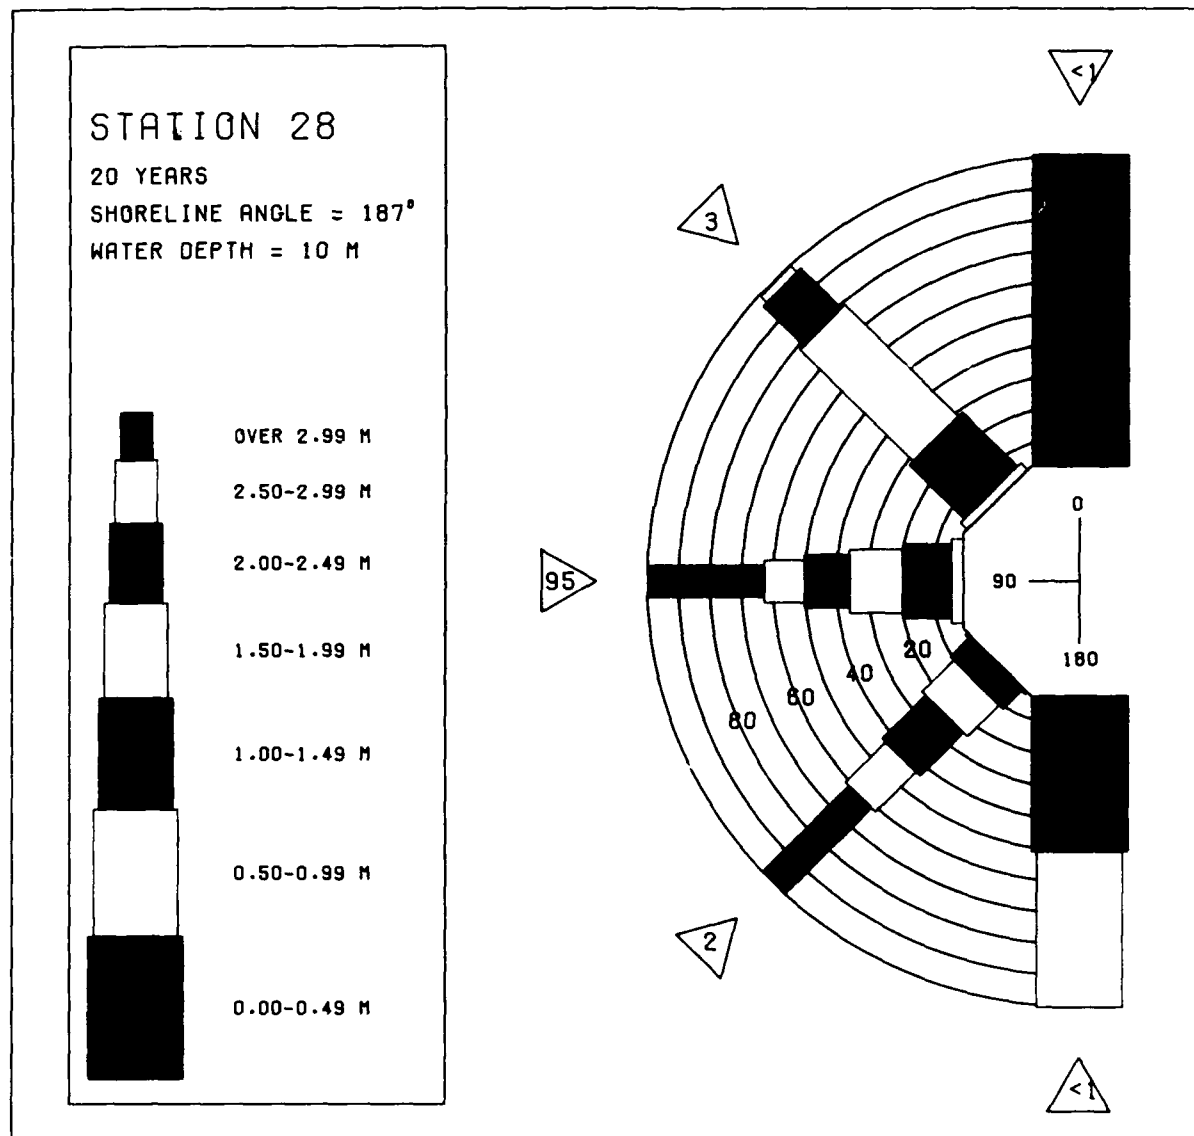 STATION 28
20 YEARS
SHORELINE ANGLE = 187°
WATER DEPTH = 10 M
OVER 2.99 M
2.50-2.99 M
2.00-2.49 M
1.50-1.99 M
1.00-1.49 M
0.50-0.99 M
0.00-0.49 M
<1
3
95
2
<1
0
90
180
20
40
60
80